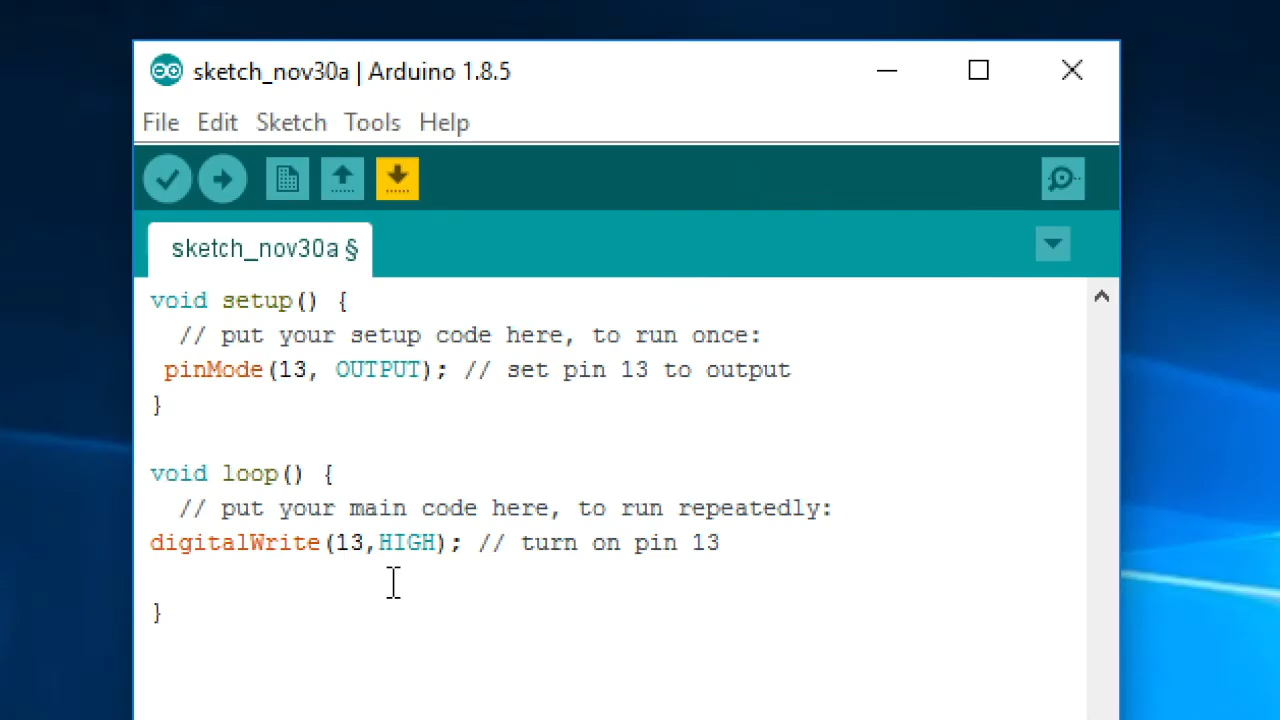 sketch_nov30a | Arduino 1.8.5
File Edit Sketch Tools Help
sketch_nov30a §
void setup() {
  // put your setup code here, to run once:
 pinMode(13, OUTPUT); // set pin 13 to output
}
void loop() {
  // put your main code here, to run repeatedly:
digitalWrite(13,HIGH); // turn on pin 13
}